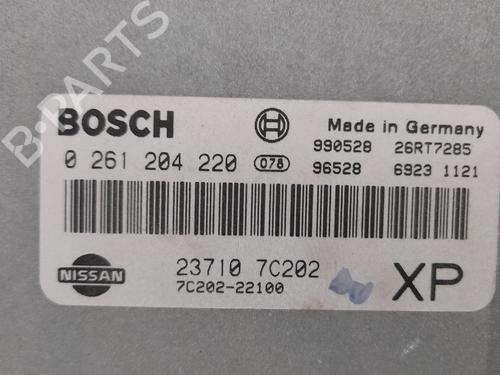 B-PARTS
BOSCH
Made in Germany
0 261 204 220 078
990528 26RT7285
96528 6923 1121
NISSAN
23710 7C202
7C202-22100
XP